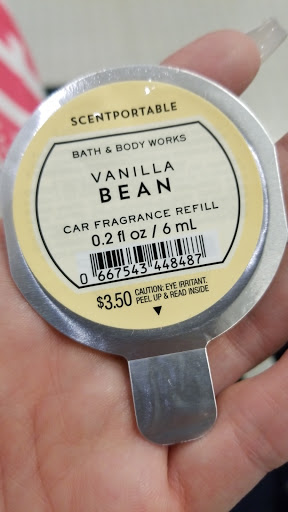 SCENTPORTABLE
BATH & BODY WORKS
VANILLA
BEAN
CAR FRAGRANCE REFILL
0.2 fl oz / 6 mL
0 667543 448487
$3.50 CAUTION: EYE IRRITANT.
PEEL UP & READ INSIDE